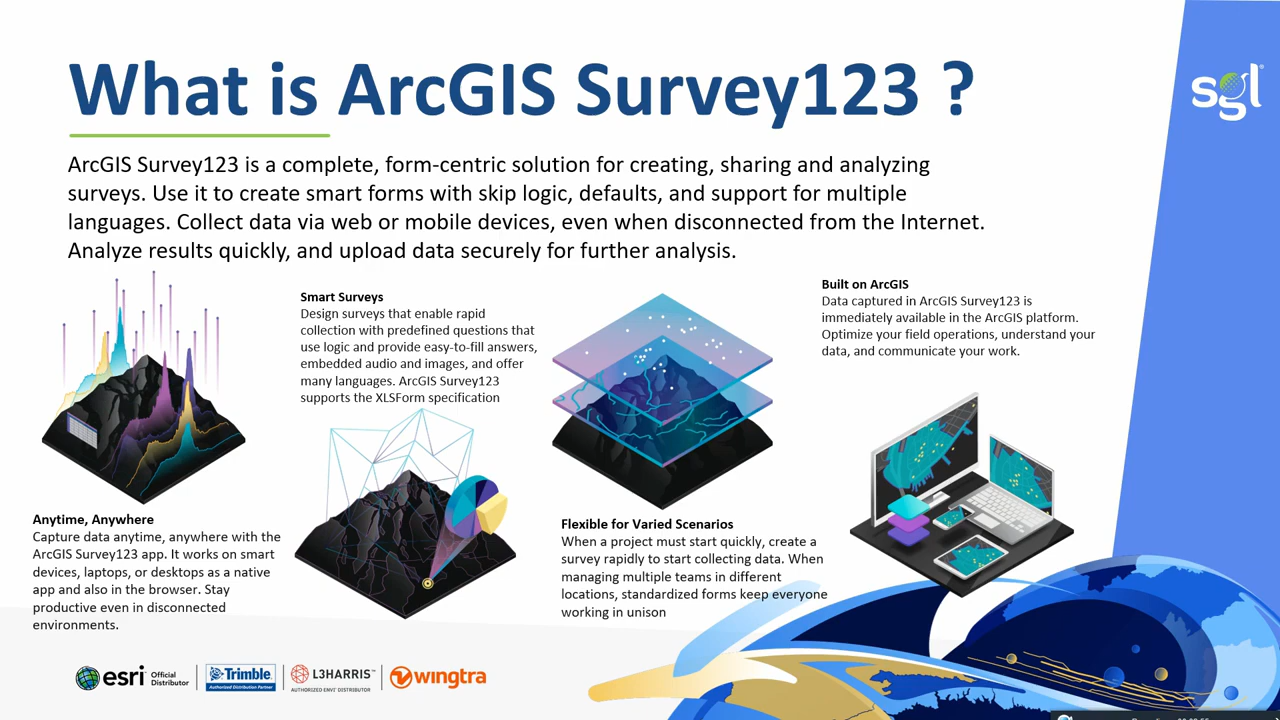 What is ArcGIS Survey123 ?
sgl
ArcGIS Survey123 is a complete, form-centric solution for creating, sharing and analyzing
surveys. Use it to create smart forms with skip logic, defaults, and support for multiple
languages. Collect data via web or mobile devices, even when disconnected from the Internet.
Analyze results quickly, and upload data securely for further analysis.
Anytime, Anywhere
Capture data anytime, anywhere with the
ArcGIS Survey123 app. It works on smart
devices, laptops, or desktops as a native
app and also in the browser. Stay
productive even in disconnected
environments.
Smart Surveys
Design surveys that enable rapid
collection with predefined questions that
use logic and provide easy-to-fill answers,
embedded audio and images, and offer
many languages. ArcGIS Survey123
supports the XLSForm specification
Flexible for Varied Scenarios
When a project must start quickly, create a
survey rapidly to start collecting data. When
managing multiple teams in different
locations, standardized forms keep everyone
working in unison
Built on ArcGIS
Data captured in ArcGIS Survey123 is
immediately available in the ArcGIS platform.
Optimize your field operations, understand your
data, and communicate your work.
esri Official
Distributor
Trimble
Authorized Distribution Partner
L3HARRIS™
AUTHORIZED ENVI® DISTRIBUTOR
wingtra